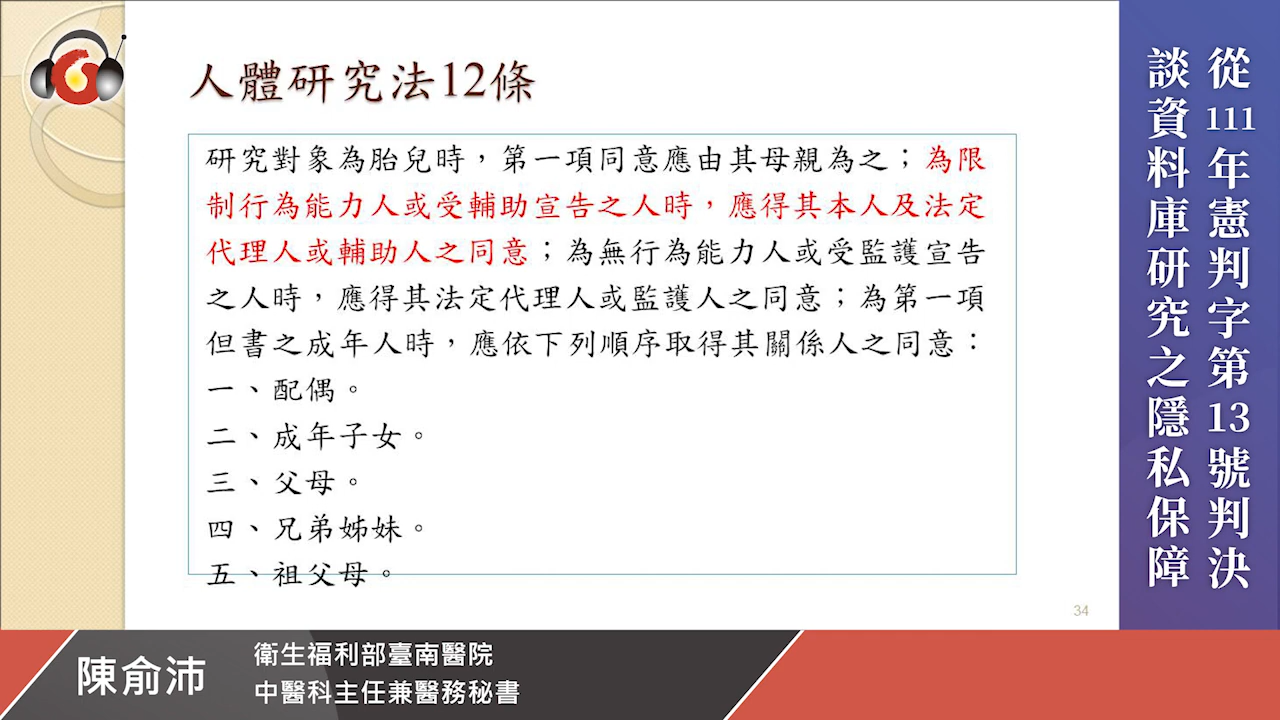 人體研究法12條
研究對象為胎兒時，第一項同意應由其母親為之；為限
制行為能力人或受輔助宣告之人時，應得其本人及法定
代理人或輔助人之同意；為無行為能力人或受監護宣告
之人時，應得其法定代理人或監護人之同意；為第一項
但書之成年人時，應依下列順序取得其關係人之同意：
一、配偶。
二、成年子女。
三、父母。
四、兄弟姊妹。
五、祖父母。
34
從111年憲判字第13號判決
談資料庫研究之隱私保障
陳俞沛
衛生福利部臺南醫院
中醫科主任兼醫務秘書